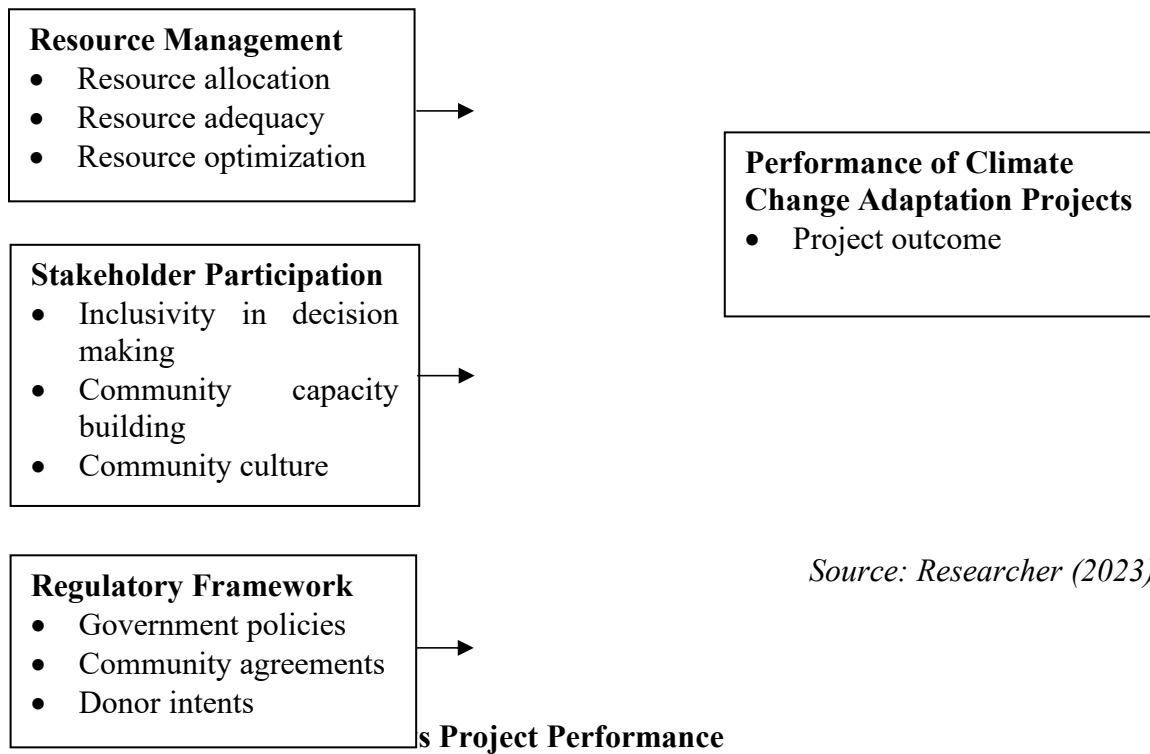 Resource Management
• Resource allocation
• Resource adequacy
• Resource optimization
Performance of Climate
Change Adaptation Projects
• Project outcome
Stakeholder Participation
• Inclusivity in decision
making
• Community capacity
building
• Community culture
Source: Researcher (2023)
Regulatory Framework
• Government policies
• Community agreements
• Donor intents
s Project Performance